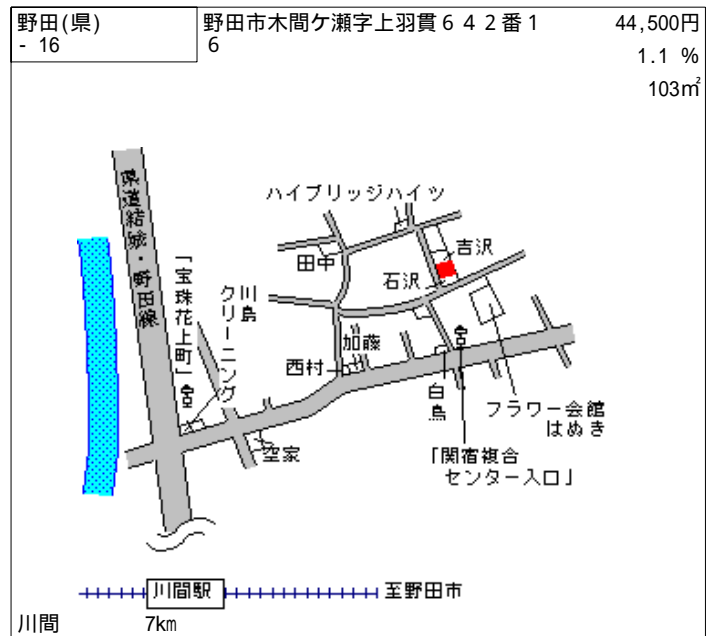 野田(県)
- 16
野田市木間ケ瀬字上羽貫６４２番１
６
44,500円
1.1 %
103㎡
県道結城・野田線
「宝珠花上町」
川島
クリーニング
ハイブリッジハイツ
田中
吉沢
石沢
加藤
西村
白鳥
フラワー会館
はぬき
空家
「関宿複合
センター入口」
川間駅
至野田市
川間
7㎞